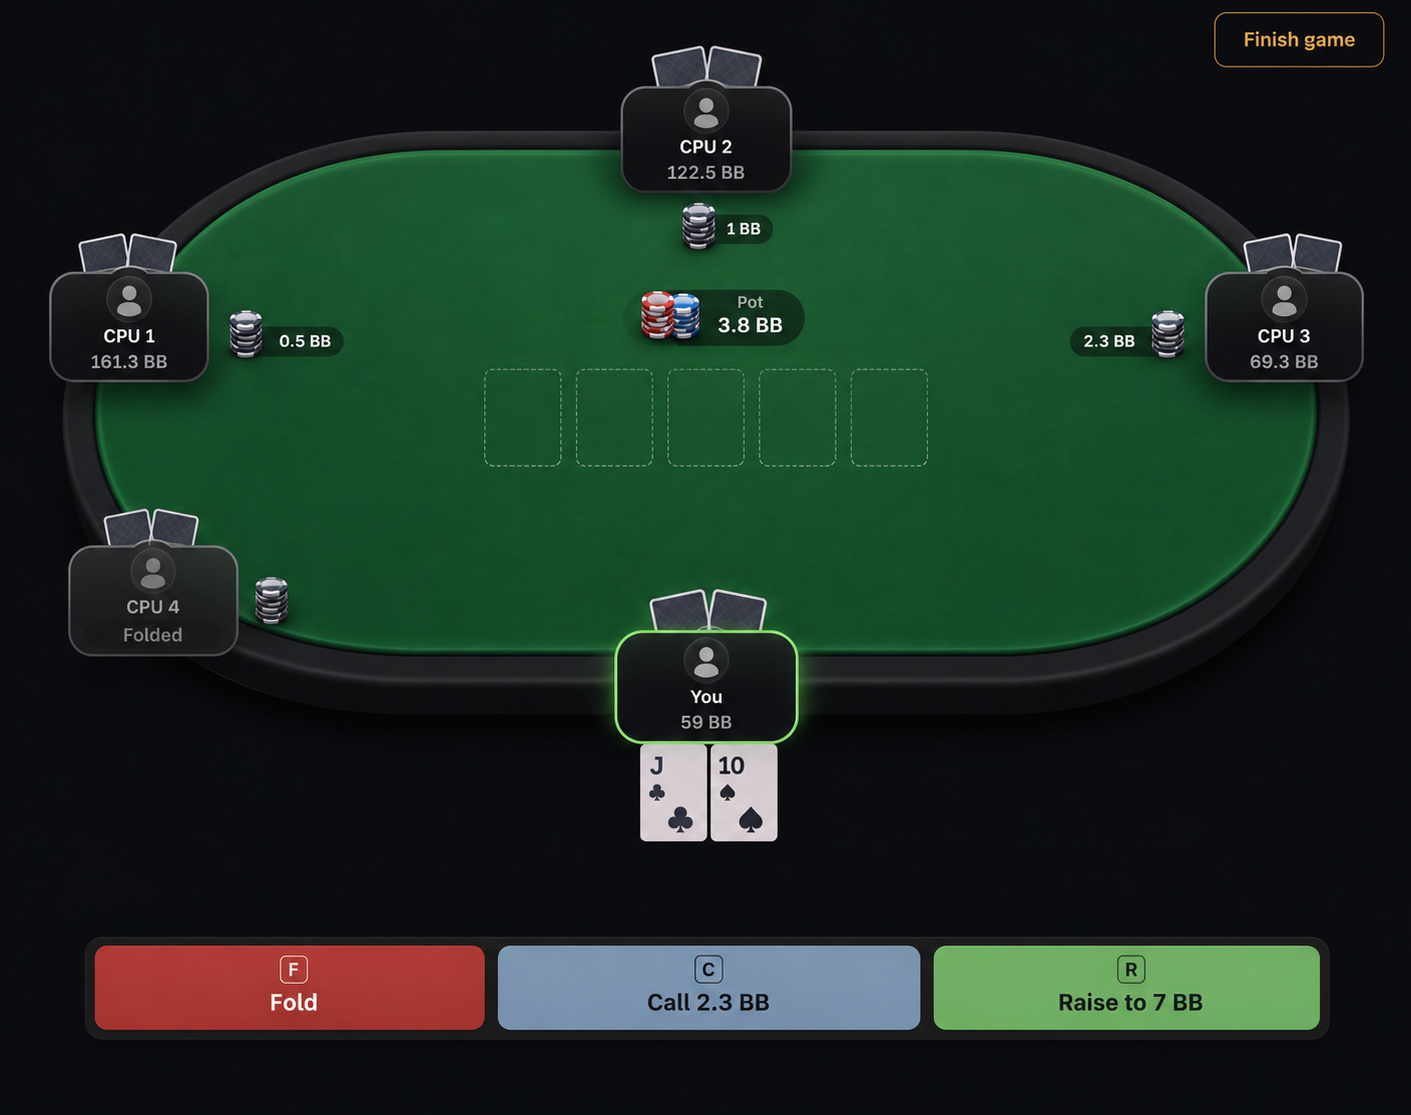 Finish game
CPU 2
122.5 BB
1 BB
CPU 1
161.3 BB
0.5 BB
Pot
3.8 BB
2.3 BB
CPU 3
69.3 BB
CPU 4
Folded
You
59 BB
J
10
F
Fold
C
Call 2.3 BB
R
Raise to 7 BB